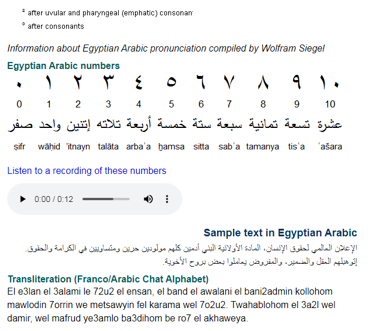 a after uvular and pharyngeal (emphatic) consonan
a after consonants
Information about Egyptian Arabic pronunciation compiled by Wolfram Siegel
Egyptian Arabic numbers
٠ ١ ٢ ٣ ٤ ٥ ٦ ٧ ٨ ٩ ١٠
0 1 2 3 4 5 6 7 8 9 10
صفر واحد إتنين تلاته أربعة خمسة ستة سبعة تمانية تسعة عشرة
ṣifr wāḥid 'itnayn talāta arbaʿa ḫamsa sitta sabʿa tamanya tisʿa ʿašara
Listen to a recording of these numbers
0:00 / 0:12
Sample text in Egyptian Arabic
الإعلان العالمي لحقوق الإنسان، المادة الأولانية البني أدمين كلهم مولودين حرين ومتساويين في الكرامة والحقوق.
إتوهبلهم العقل والضمير، والمفروض يعاملوا بعض بروح الأخوية.
Transliteration (Franco/Arabic Chat Alphabet)
El e3lan el 3alami le 72u2 el ensan, el band el awalani el bani2admin kollohom
mawlodin 7orrin we metsawyin fel karama wel 7o2u2. Twahablohom el 3a2l wel
damir, wel mafrud ye3amlo ba3dihom be ro7 el akhaweya.